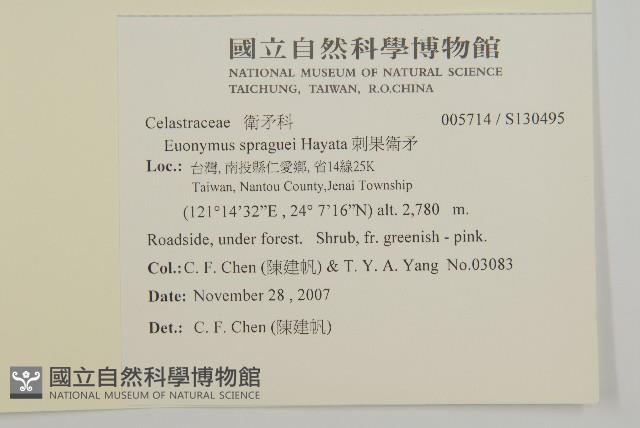 國立自然科學博物館
NATIONAL MUSEUM OF NATURAL SCIENCE
TAICHUNG, TAIWAN, R.O.CHINA
Celastraceae 衛矛科 005714 / S130495
Euonymus spraguei Hayata 刺果衛矛
Loc.: 台灣, 南投縣仁愛鄉, 省14線25K
Taiwan, Nantou County,Jenai Township
(121°14’32”E , 24° 7’16”N) alt. 2,780 m.
Roadside, under forest. Shrub, fr. greenish - pink.
Col.: C. F. Chen (陳建帆) & T. Y. A. Yang No.03083
Date: November 28 , 2007
Det.: C. F. Chen (陳建帆)
國立自然科學博物館
NATIONAL MUSEUM OF NATURAL SCIENCE